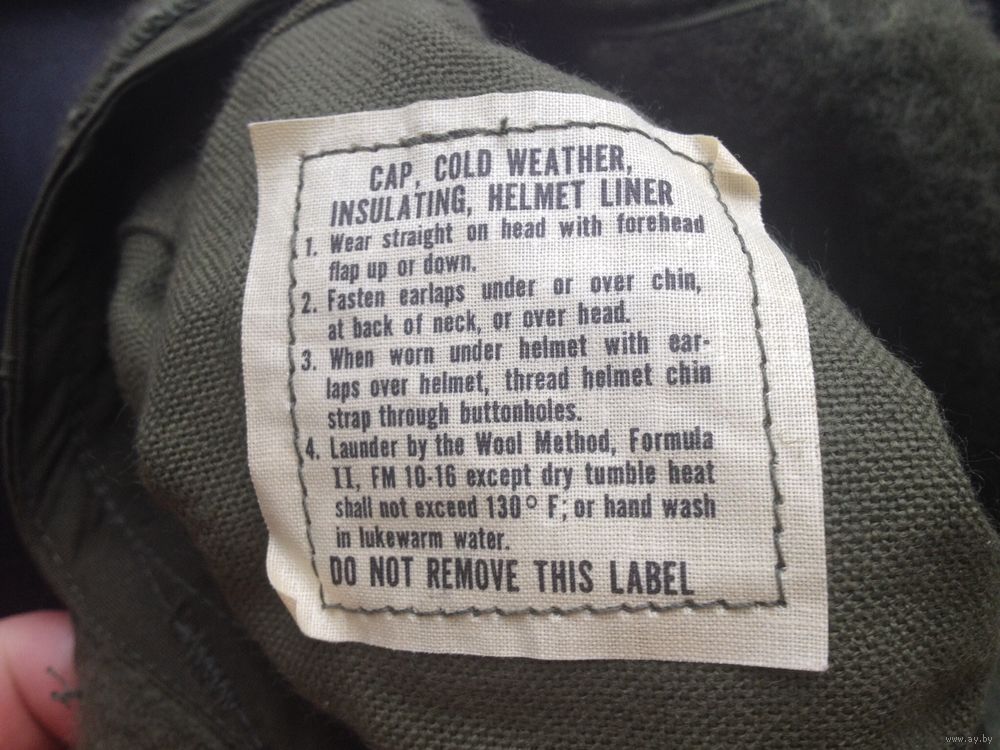 CAP, COLD WEATHER,
INSULATING, HELMET LINER
1. Wear straight on head with forehead
flap up or down.
2. Fasten earlaps under or over chin,
at back of neck, or over head.
3. When worn under helmet with ear-
laps over helmet, thread helmet chin
strap through buttonholes.
4. Launder by the Wool Method, Formula
II, FM 10-16 except dry tumble heat
shall not exceed 130° F; or hand wash
in lukewarm water.
DO NOT REMOVE THIS LABEL
www.ay.by